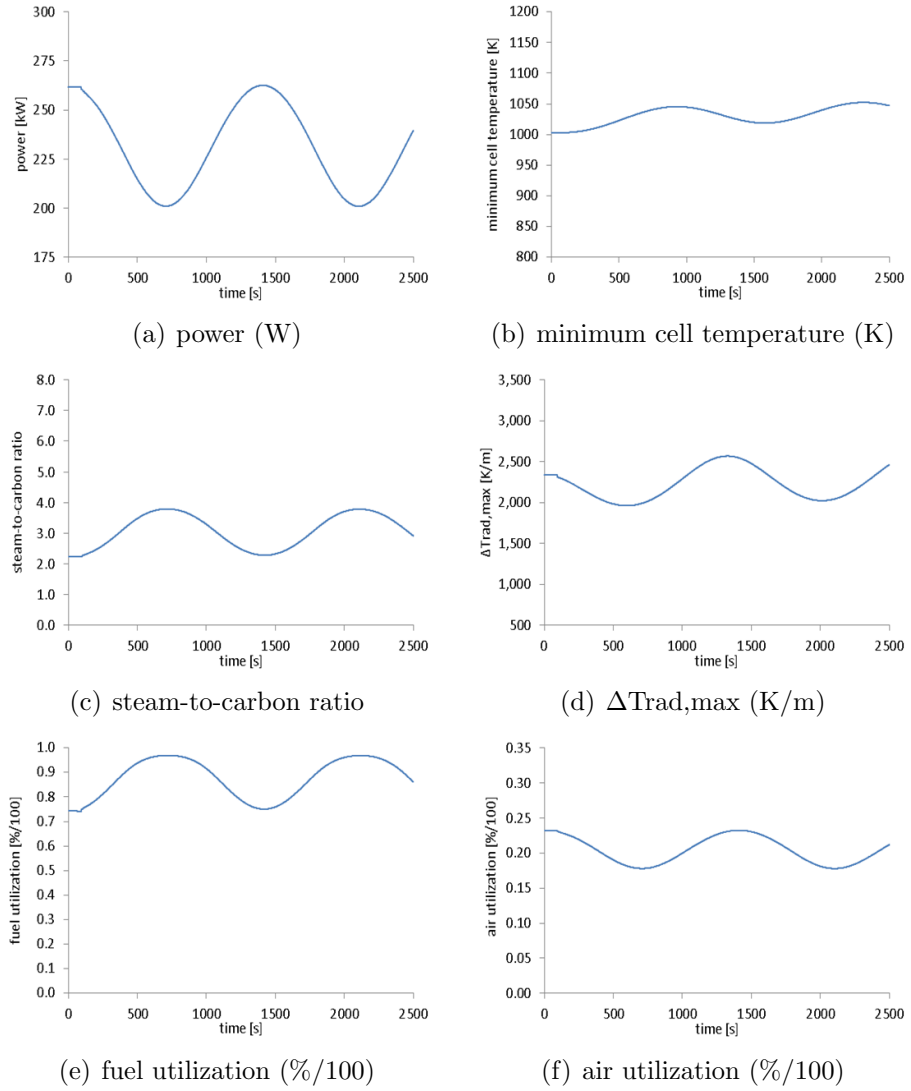 300
275
250
225
200
175
power [kW]
0 500 1000 1500 2000 2500
time [s]
(a) power (W)
1200
1150
1100
1050
1000
950
900
850
800
minimum cell temperature [K]
0 500 1000 1500 2000 2500
time [s]
(b) minimum cell temperature (K)
8.0
7.0
6.0
5.0
4.0
3.0
2.0
1.0
0.0
steam-to-carbon ratio
0 500 1000 1500 2000 2500
time [s]
(c) steam-to-carbon ratio
3,500
3,000
2,500
2,000
1,500
1,000
500
ΔTrad,max [K/m]
0 500 1000 1500 2000 2500
time [s]
(d) ΔTrad,max (K/m)
1.0
0.9
0.8
0.7
0.6
0.5
0.4
0.3
0.2
0.1
0.0
fuel utilization [%/100]
0 500 1000 1500 2000 2500
time [s]
(e) fuel utilization (%/100)
0.35
0.30
0.25
0.20
0.15
0.10
0.05
0.00
air utilization [%/100]
0 500 1000 1500 2000 2500
time [s]
(f) air utilization (%/100)